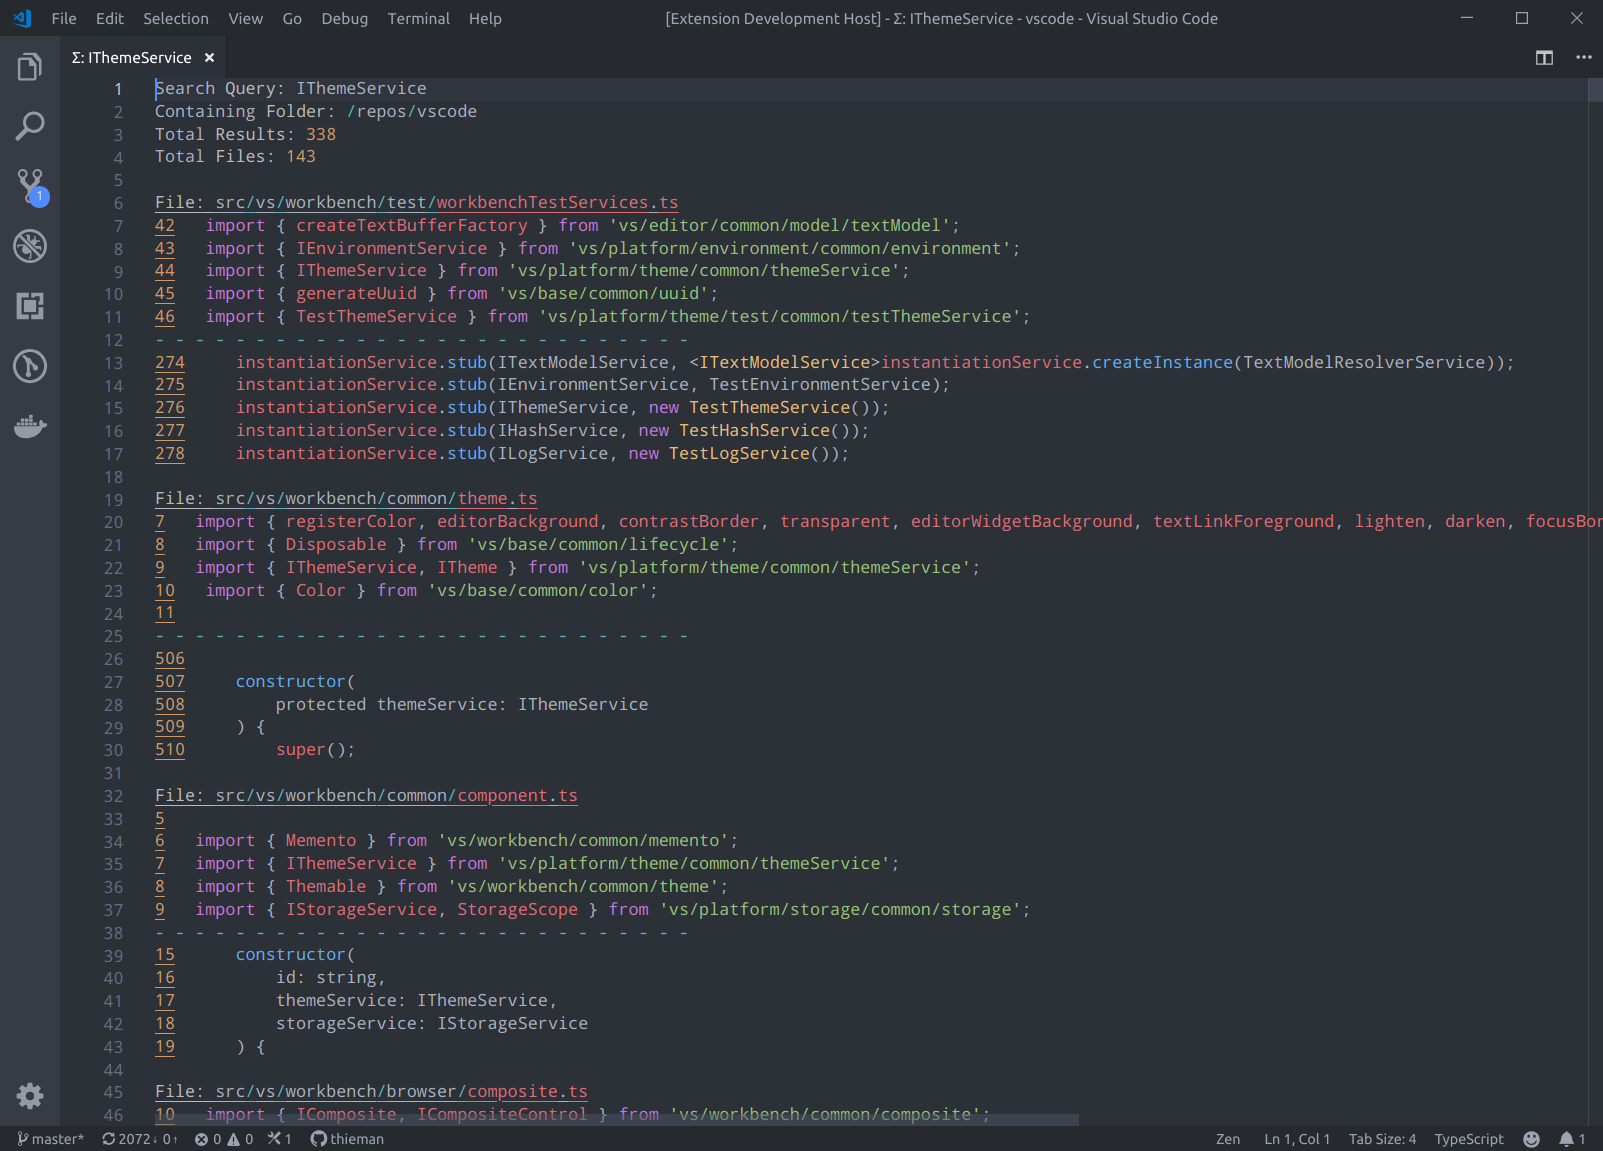 File Edit Selection View Go Debug Terminal Help [Extension Development Host] - Σ: IThemeService - vscode - Visual Studio Code
Σ: IThemeService ×
1 Search Query: IThemeService
2 Containing Folder: /repos/vscode
3 Total Results: 338
4 Total Files: 143
5
6 File: src/vs/workbench/test/workbenchTestServices.ts
7 42 import { createTextBufferFactory } from 'vs/editor/common/model/textModel';
8 43 import { IEnvironmentService } from 'vs/platform/environment/common/environment';
9 44 import { IThemeService } from 'vs/platform/theme/common/themeService';
10 45 import { generateUuid } from 'vs/base/common/uuid';
11 46 import { TestThemeService } from 'vs/platform/theme/test/common/testThemeService';
12 - - - - - - - - - - - - - - - - - - - - - - - - - - -
13 274 instantiationService.stub(ITextModelService, <ITextModelService>instantiationService.createInstance(TextModelResolverService));
14 275 instantiationService.stub(IEnvironmentService, TestEnvironmentService);
15 276 instantiationService.stub(IThemeService, new TestThemeService());
16 277 instantiationService.stub(IHashService, new TestHashService());
17 278 instantiationService.stub(ILogService, new TestLogService());
18
19 File: src/vs/workbench/common/theme.ts
20 7 import { registerColor, editorBackground, contrastBorder, transparent, editorWidgetBackground, textLinkForeground, lighten, darken, focusBor
21 8 import { Disposable } from 'vs/base/common/lifecycle';
22 9 import { IThemeService, ITheme } from 'vs/platform/theme/common/themeService';
23 10 import { Color } from 'vs/base/common/color';
24 11
25 - - - - - - - - - - - - - - - - - - - - - - - - - - -
26 506
27 507 constructor(
28 508 protected themeService: IThemeService
29 509 ) {
30 510 super();
31
32 File: src/vs/workbench/common/component.ts
33 5
34 6 import { Memento } from 'vs/workbench/common/memento';
35 7 import { IThemeService } from 'vs/platform/theme/common/themeService';
36 8 import { Themable } from 'vs/workbench/common/theme';
37 9 import { IStorageService, StorageScope } from 'vs/platform/storage/common/storage';
38 - - - - - - - - - - - - - - - - - - - - - - - - - - -
39 15 constructor(
40 16 id: string,
41 17 themeService: IThemeService,
42 18 storageService: IStorageService
43 19 ) {
44
45 File: src/vs/workbench/browser/composite.ts
46 10 import { IComposite, ICompositeControl } from 'vs/workbench/common/composite';
1
master* 2072↓ 0↑ 0 0 1 thieman Zen Ln 1, Col 1 Tab Size: 4 TypeScript 1